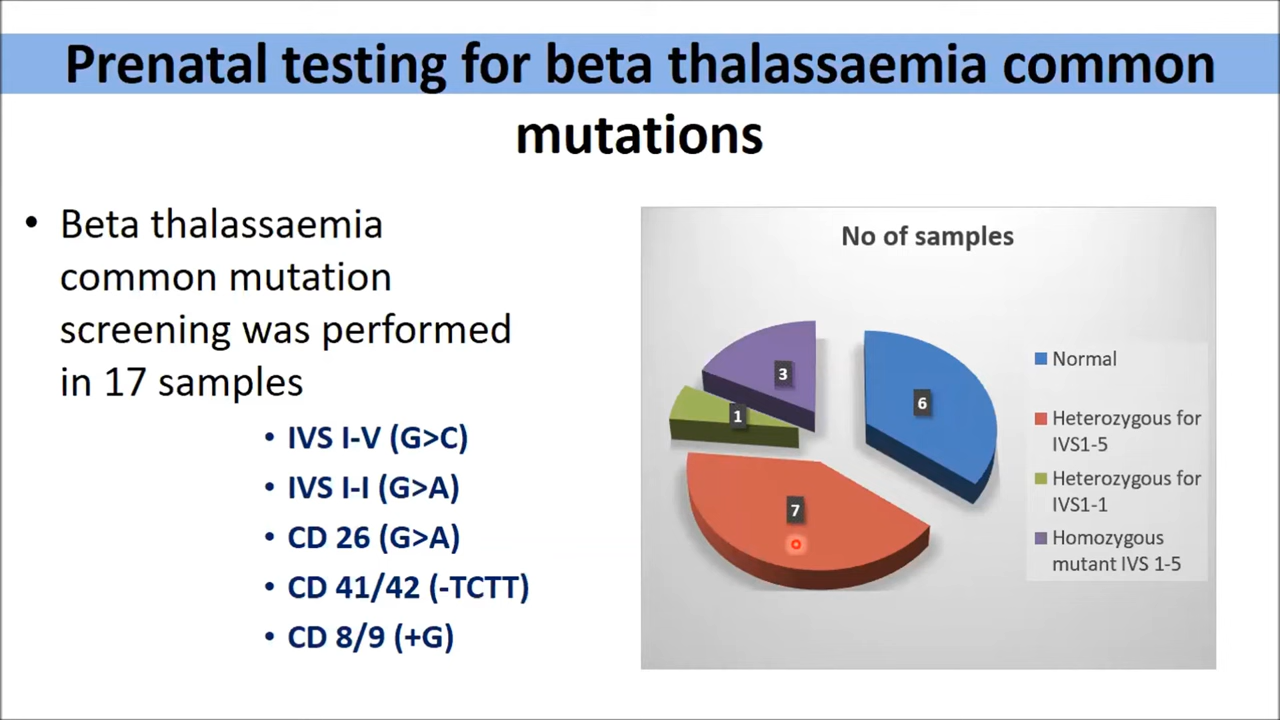 Prenatal testing for beta thalassaemia common
mutations
• Beta thalassaemia
common mutation
screening was performed
in 17 samples
• IVS I-V (G>C)
• IVS I-I (G>A)
• CD 26 (G>A)
• CD 41/42 (-TCTT)
• CD 8/9 (+G)
No of samples
3
6
1
7
Normal
Heterozygous for
IVS1-5
Heterozygous for
IVS1-1
Homozygous
mutant IVS 1-5